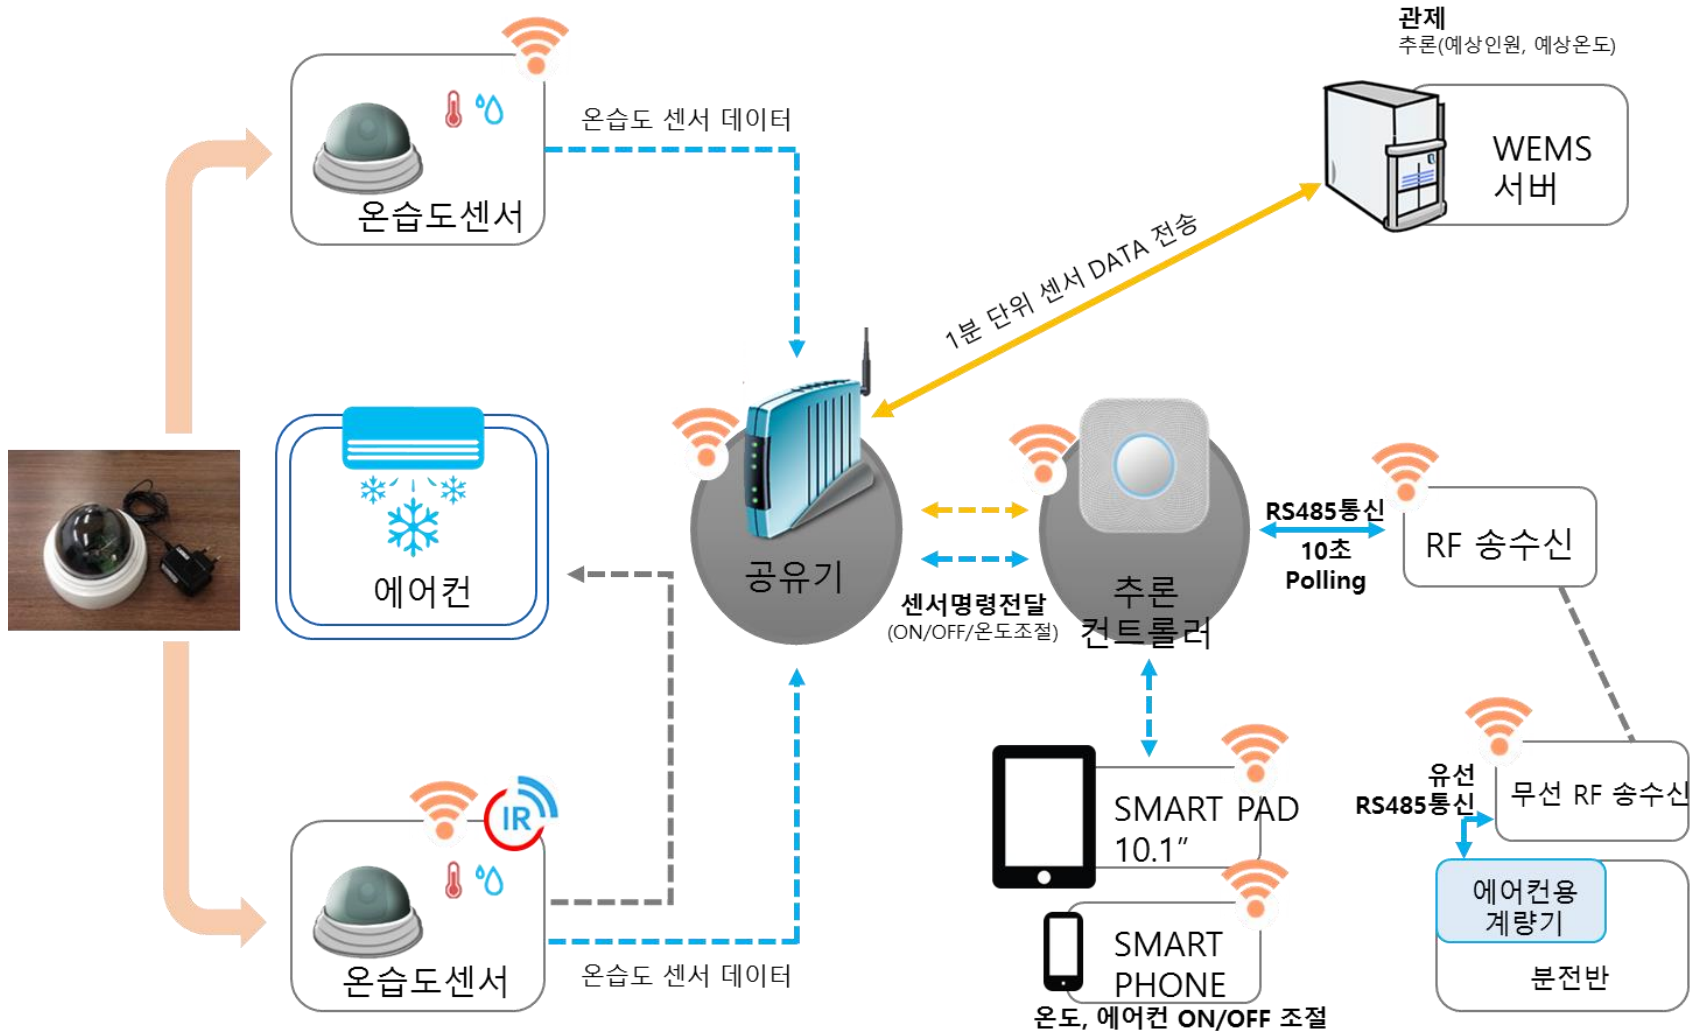 관제
추론(예상인원, 예상온도)
WEMS
서버
온습도 센서 데이터
온습도센서
1분 단위 센서 DATA 전송
에어컨
공유기
센서명령전달
(ON/OFF/온도조절)
추론
컨트롤러
RS485통신
10초
Polling
RF 송수신
유선
RS485통신
무선 RF 송수신
에어컨용
계량기
분전반
SMART PAD
10.1”
SMART
PHONE
온도, 에어컨 ON/OFF 조절
IR
온습도센서
온습도 센서 데이터